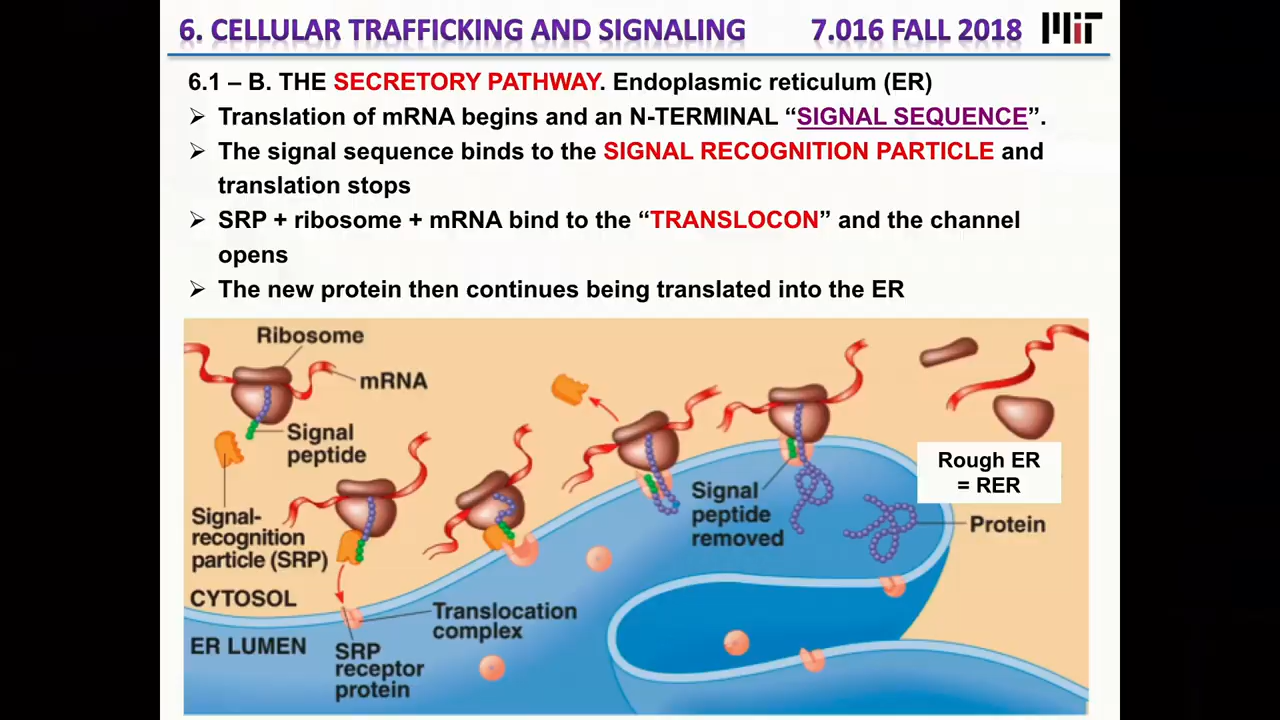 6. CELLULAR TRAFFICKING AND SIGNALING 7.016 FALL 2018 MIT
6.1 – B. THE SECRETORY PATHWAY. Endoplasmic reticulum (ER)
➢ Translation of mRNA begins and an N-TERMINAL “SIGNAL SEQUENCE”.
➢ The signal sequence binds to the SIGNAL RECOGNITION PARTICLE and
translation stops
➢ SRP + ribosome + mRNA bind to the “TRANSLOCON” and the channel
opens
➢ The new protein then continues being translated into the ER
Ribosome
mRNA
Signal
peptide
Signal-
recognition
particle (SRP)
CYTOSOL
ER LUMEN
SRP
receptor
protein
Translocation
complex
Signal
peptide
removed
Rough ER
= RER
Protein